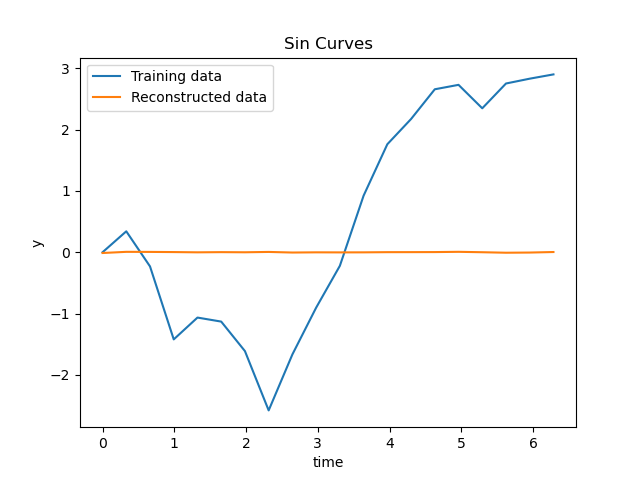 Sin Curves
Training data
Reconstructed data
y
3
2
1
0
−1
−2
0 1 2 3 4 5 6
time